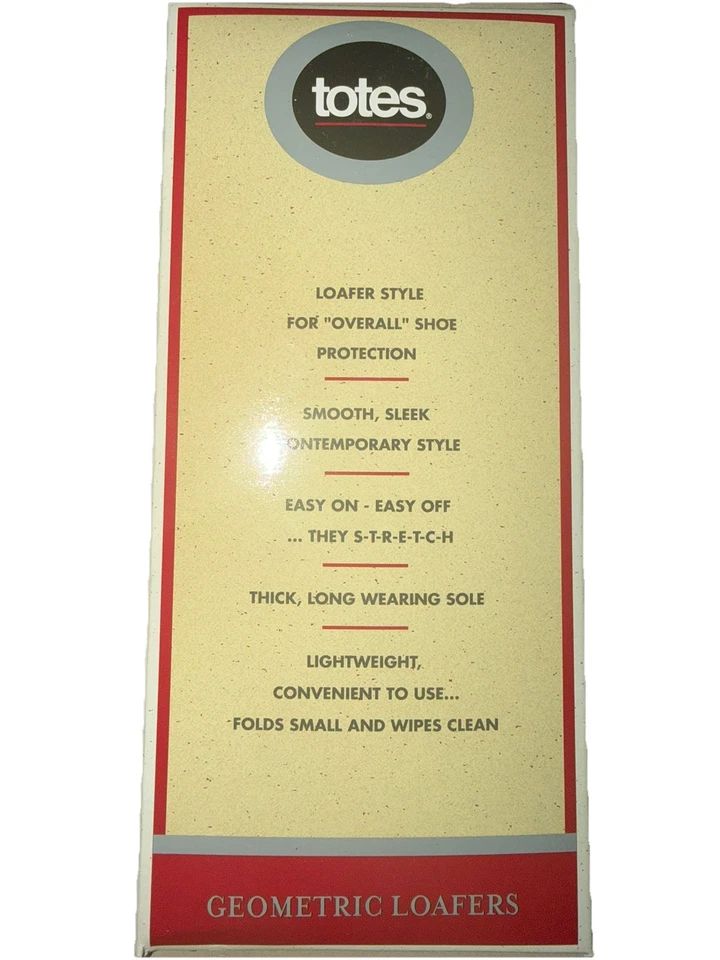 totes®
LOAFER STYLE
FOR "OVERALL" SHOE
PROTECTION
SMOOTH, SLEEK
CONTEMPORARY STYLE
EASY ON - EASY OFF
... THEY S-T-R-E-T-C-H
THICK, LONG WEARING SOLE
LIGHTWEIGHT,
CONVENIENT TO USE...
FOLDS SMALL AND WIPES CLEAN
GEOMETRIC LOAFERS